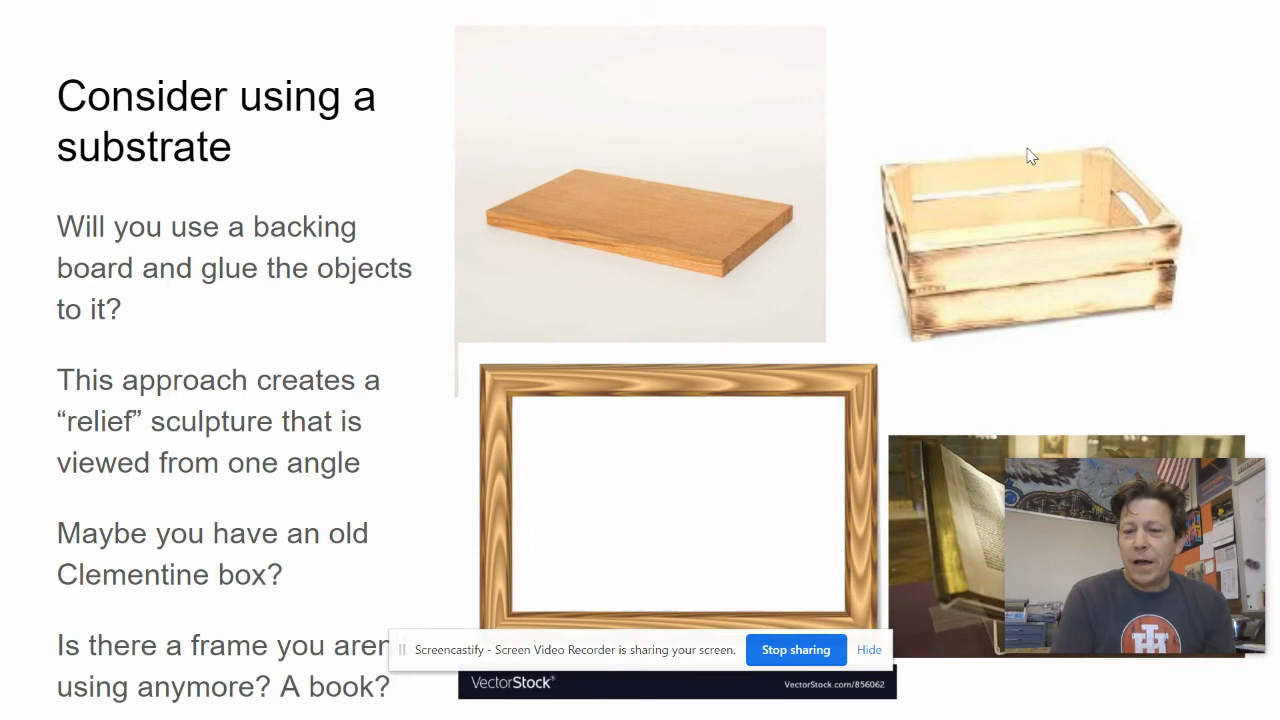 Consider using a
substrate
Will you use a backing
board and glue the objects
to it?
This approach creates a
“relief” sculpture that is
viewed from one angle
Maybe you have an old
Clementine box?
Is there a frame you aren
using anymore? A book?
Screencastify - Screen Video Recorder is sharing your screen.
Stop sharing
Hide
VectorStock®
VectorStock.com/856062